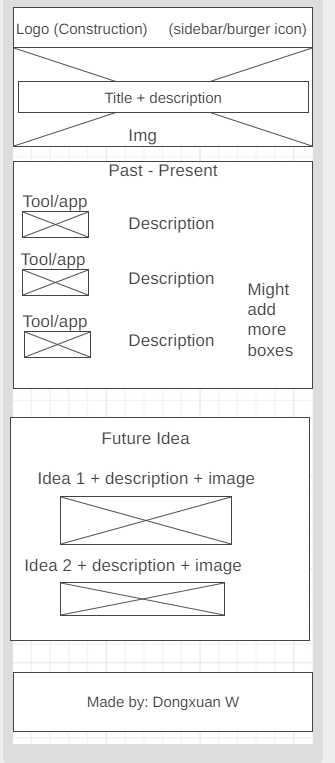 Logo (Construction) (sidebar/burger icon)
Title + description
Img
Past - Present
Tool/app
Description
Tool/app
Description
Tool/app
Description
Might
add
more
boxes
Future Idea
Idea 1 + description + image
Idea 2 + description + image
Made by: Dongxuan W